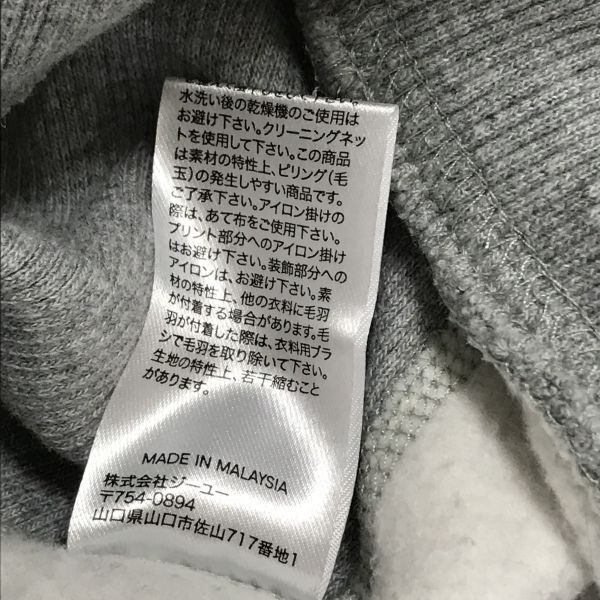 水洗い後の乾燥機のご使用は
お避け下さい。クリーニングネッ
トを使用して下さい。この商品
は素材の特性上、ピリング(毛
玉)の発生しやすい商品です。
ご了承下さい。アイロン掛けの
際は、あて布をご使用下さい。
プリント部分へのアイロン掛け
はお避け下さい。装飾部分への
アイロンは、お避け下さい。素
材の特性上、他の衣料に毛羽
が付着する場合があります。毛
羽が付着した際は、衣料用ブラ
シで毛羽を取り除いて下さい。
生地の特性上、若干縮むこと
があります。
MADE IN MALAYSIA
株式会社ジーユー
〒754-0894
山口県山口市佐山717番地1